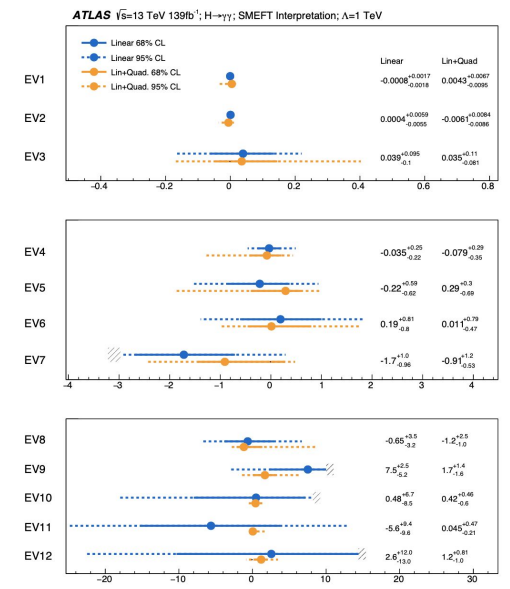 ATLAS √s=13 TeV 139fb⁻¹; H→γγ; SMEFT Interpretation; Λ=1 TeV
Linear 68% CL
Linear 95% CL
Lin+Quad. 68% CL
Lin+Quad. 95% CL
Linear Lin+Quad
EV1 -0.0008 +0.0017 -0.0018 0.0043 +0.0067 -0.0095
EV2 0.0004 +0.0059 -0.0055 -0.0061 +0.0084 -0.0086
EV3 0.039 +0.095 -0.1 0.035 +0.11 -0.081
−0.4 −0.2 0 0.2 0.4 0.6 0.8
EV4 -0.035 +0.25 -0.22 -0.079 +0.29 -0.35
EV5 -0.22 +0.59 -0.62 0.29 +0.3 -0.69
EV6 0.19 +0.81 -0.8 0.011 +0.79 -0.47
EV7 -1.7 +1.0 -0.96 -0.91 +1.2 -0.53
−4 −3 −2 −1 0 1 2 3 4
EV8 -0.65 +3.5 -3.2 -1.2 +2.5 -1.0
EV9 7.5 +2.5 -5.2 1.7 +1.4 -1.6
EV10 0.48 +6.7 -8.5 0.42 +0.46 -0.6
EV11 -5.6 +9.4 -9.6 0.045 +0.47 -0.21
EV12 2.6 +12.0 -13.0 1.2 +0.81 -1.0
−20 −10 0 10 20 30